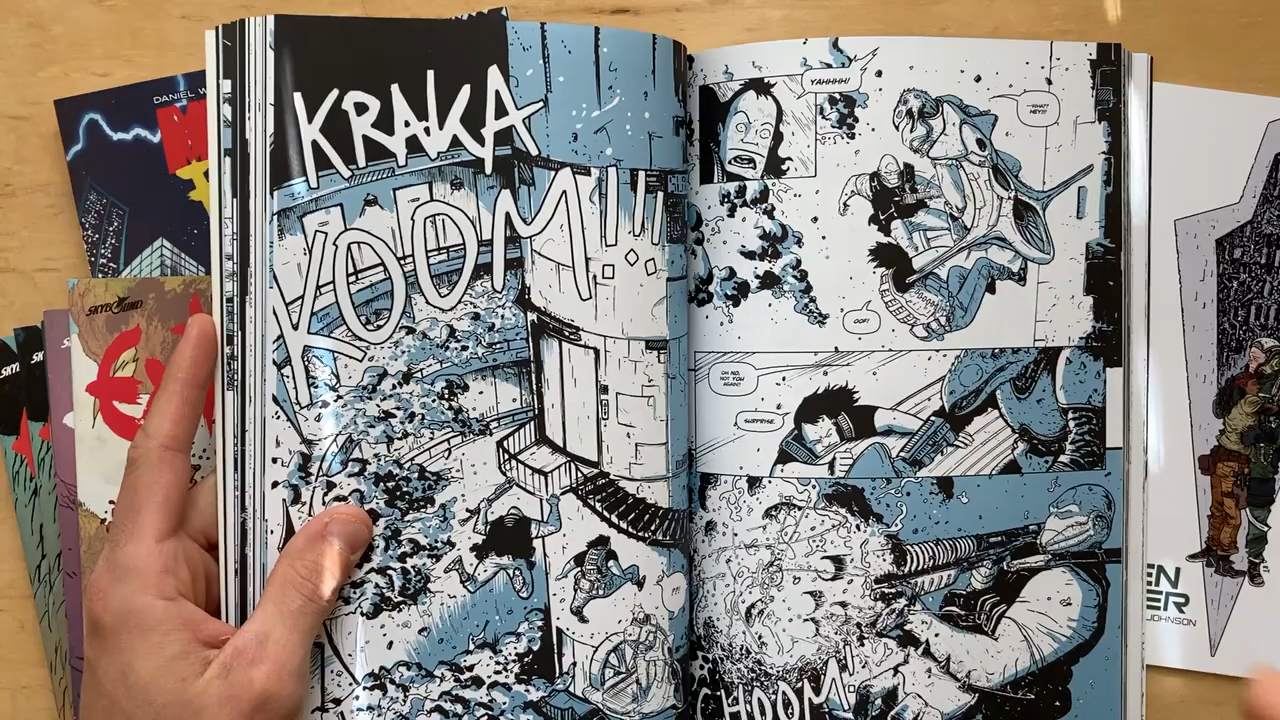 DANIEL W
SKYBOUND
KRAKA
KOOM!!!
YAHHHH!
--WHAT?
HEY!!!
OOF!
OH NO,
NOT YOU
AGAIN!
SURPRISE.
??!
CHOOM!
EN
ER
JOHNSON